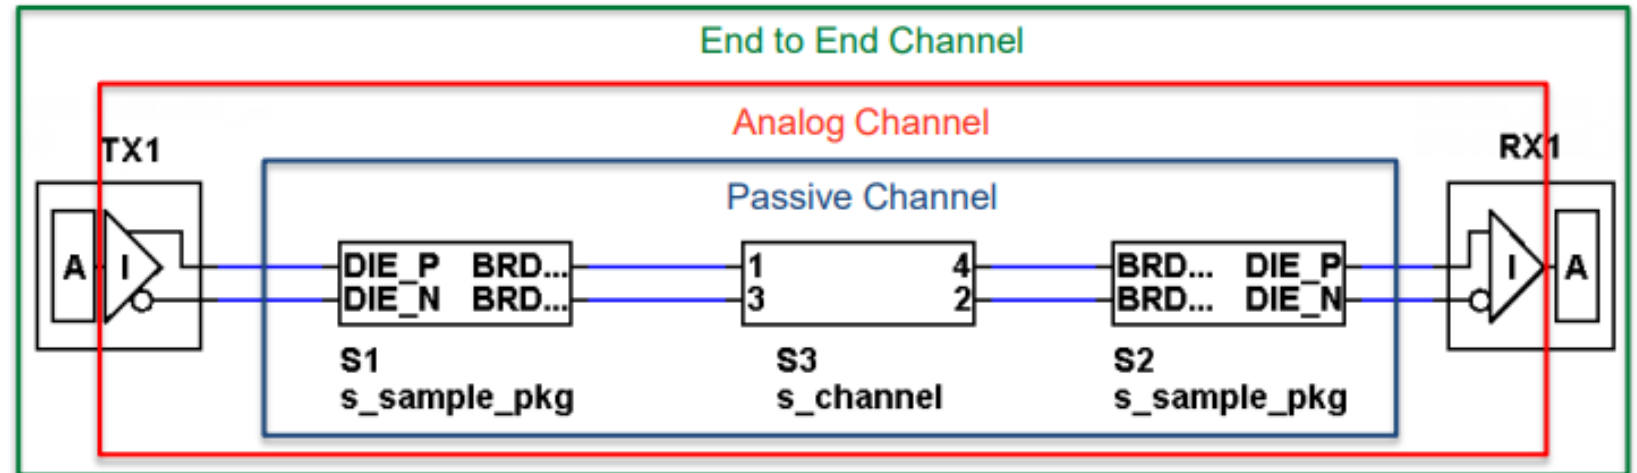 End to End Channel
Analog Channel
TX1
RX1
Passive Channel
A
I
DIE_P BRD...
DIE_N BRD...
1 4
3 2
BRD... DIE_P
BRD... DIE_N
I
A
S1
s_sample_pkg
S3
s_channel
S2
s_sample_pkg